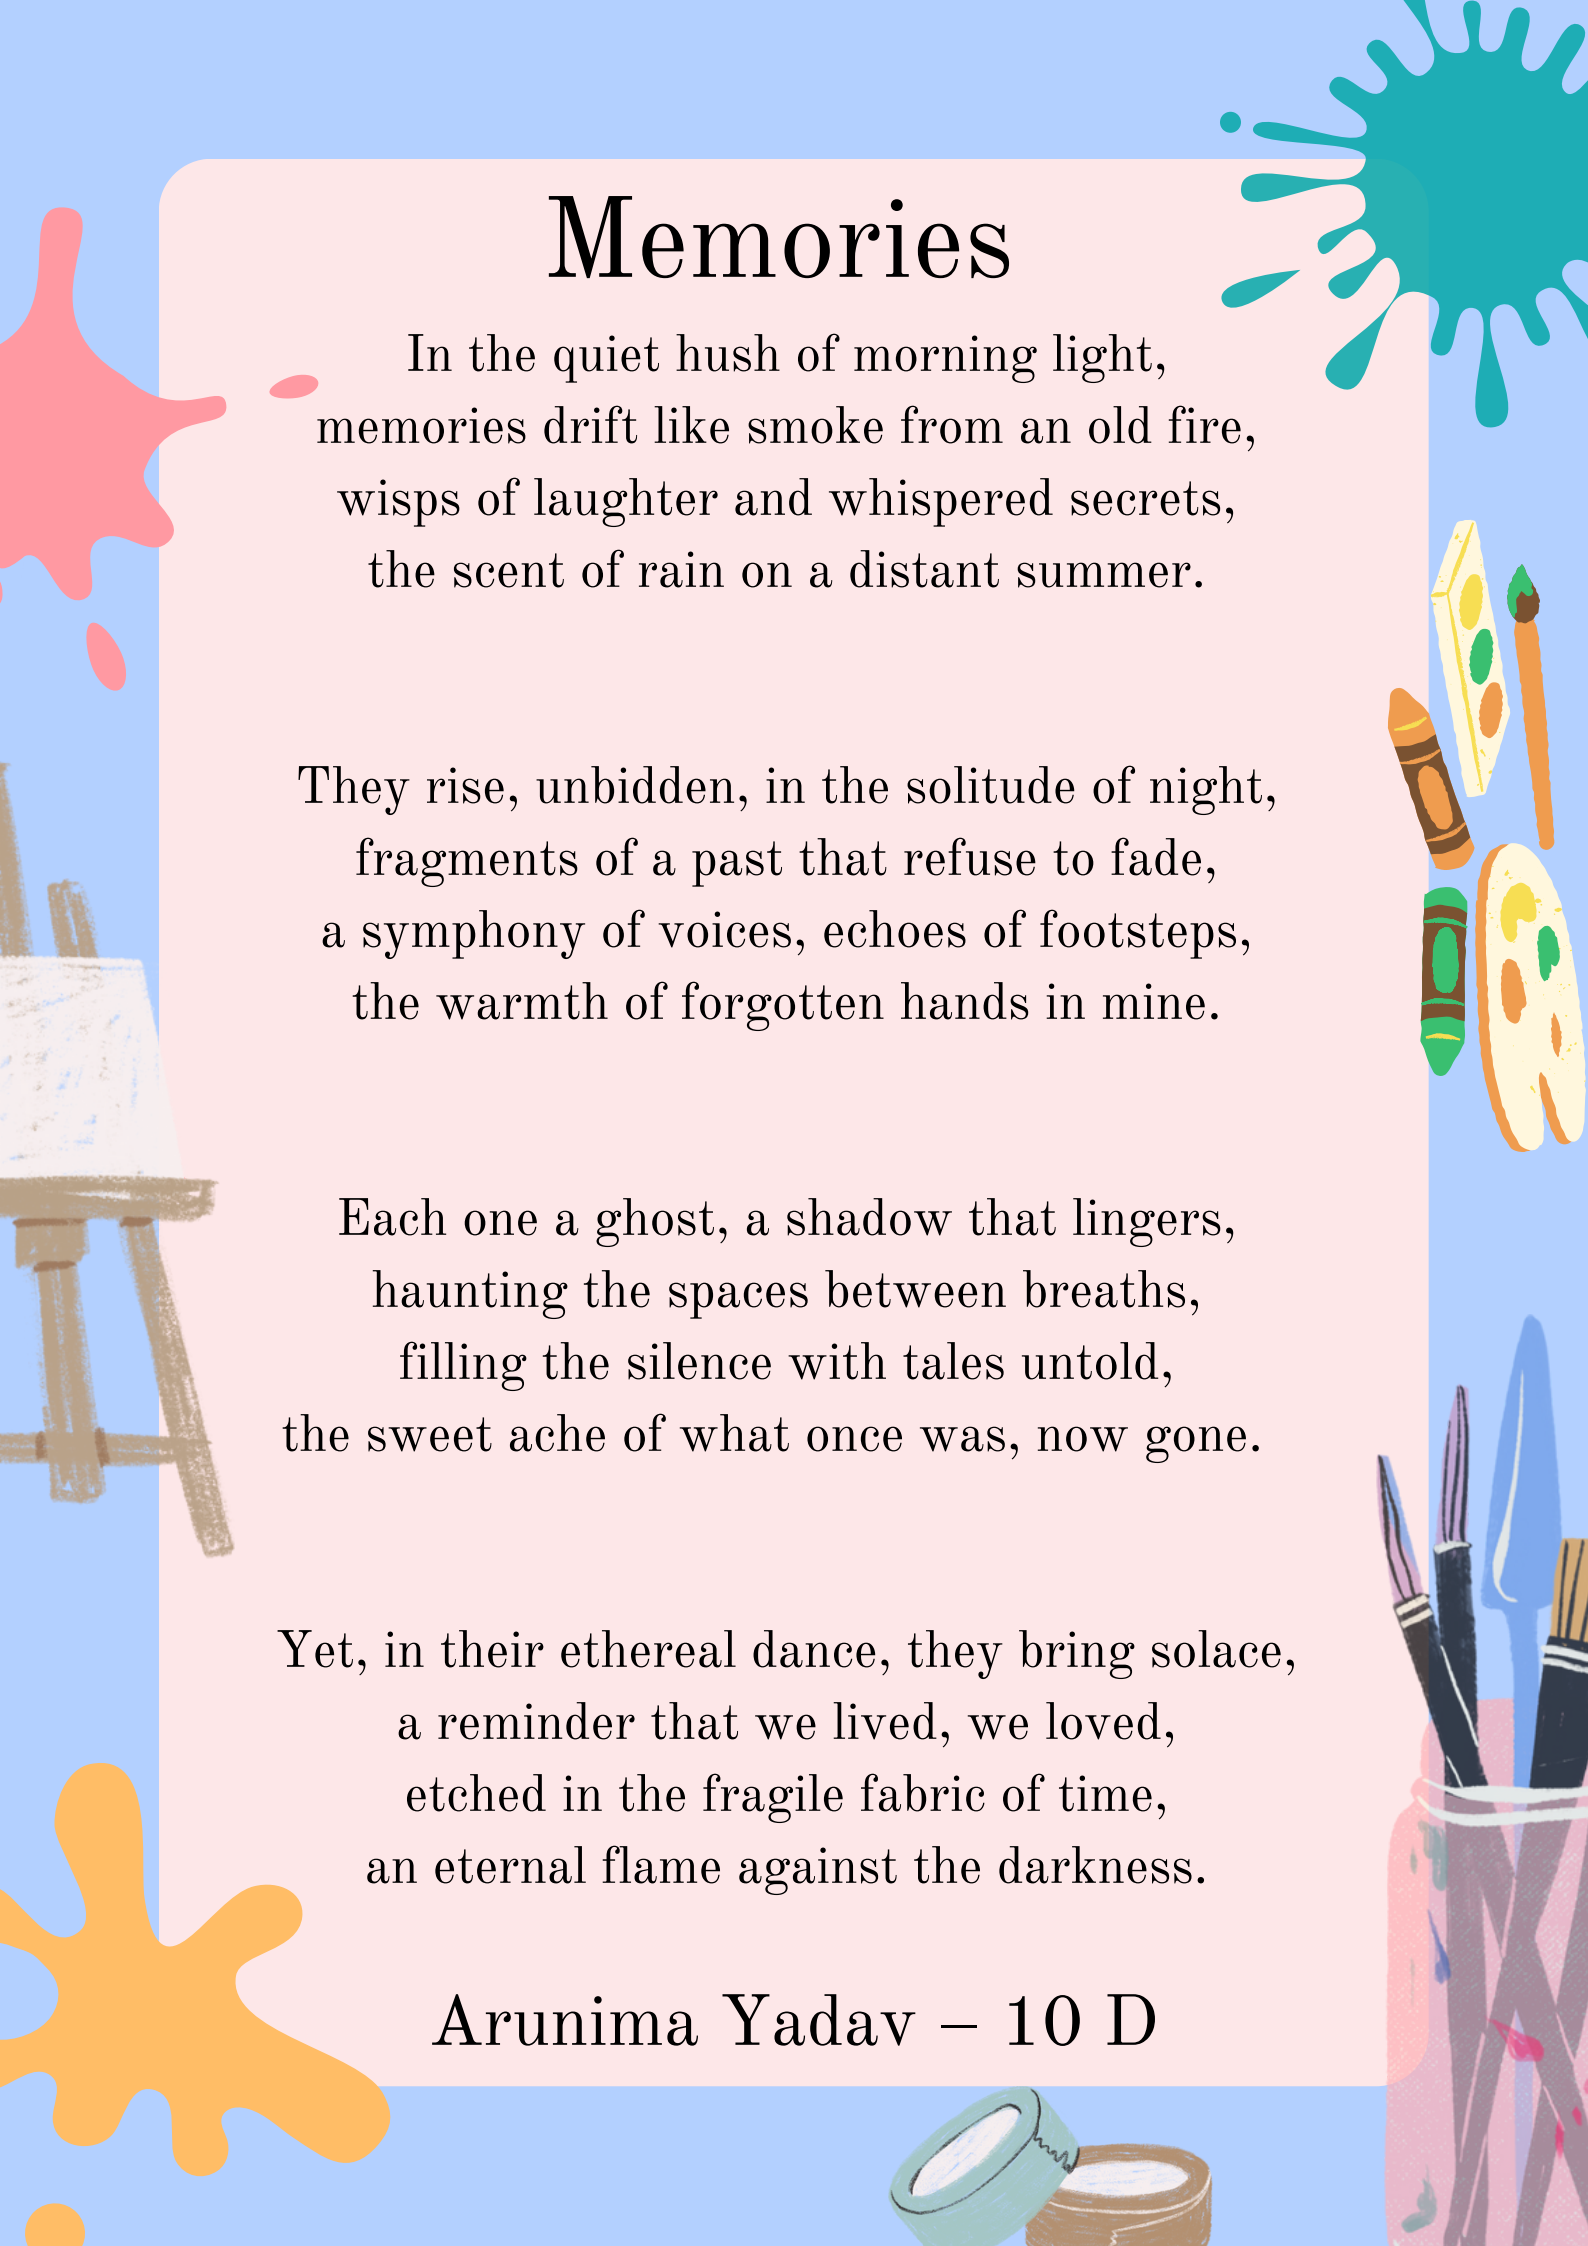 Memories
In the quiet hush of morning light,
memories drift like smoke from an old fire,
wisps of laughter and whispered secrets,
the scent of rain on a distant summer.
They rise, unbidden, in the solitude of night,
fragments of a past that refuse to fade,
a symphony of voices, echoes of footsteps,
the warmth of forgotten hands in mine.
Each one a ghost, a shadow that lingers,
haunting the spaces between breaths,
filling the silence with tales untold,
the sweet ache of what once was, now gone.
Yet, in their ethereal dance, they bring solace,
a reminder that we lived, we loved,
etched in the fragile fabric of time,
an eternal flame against the darkness.
Arunima Yadav – 10 D